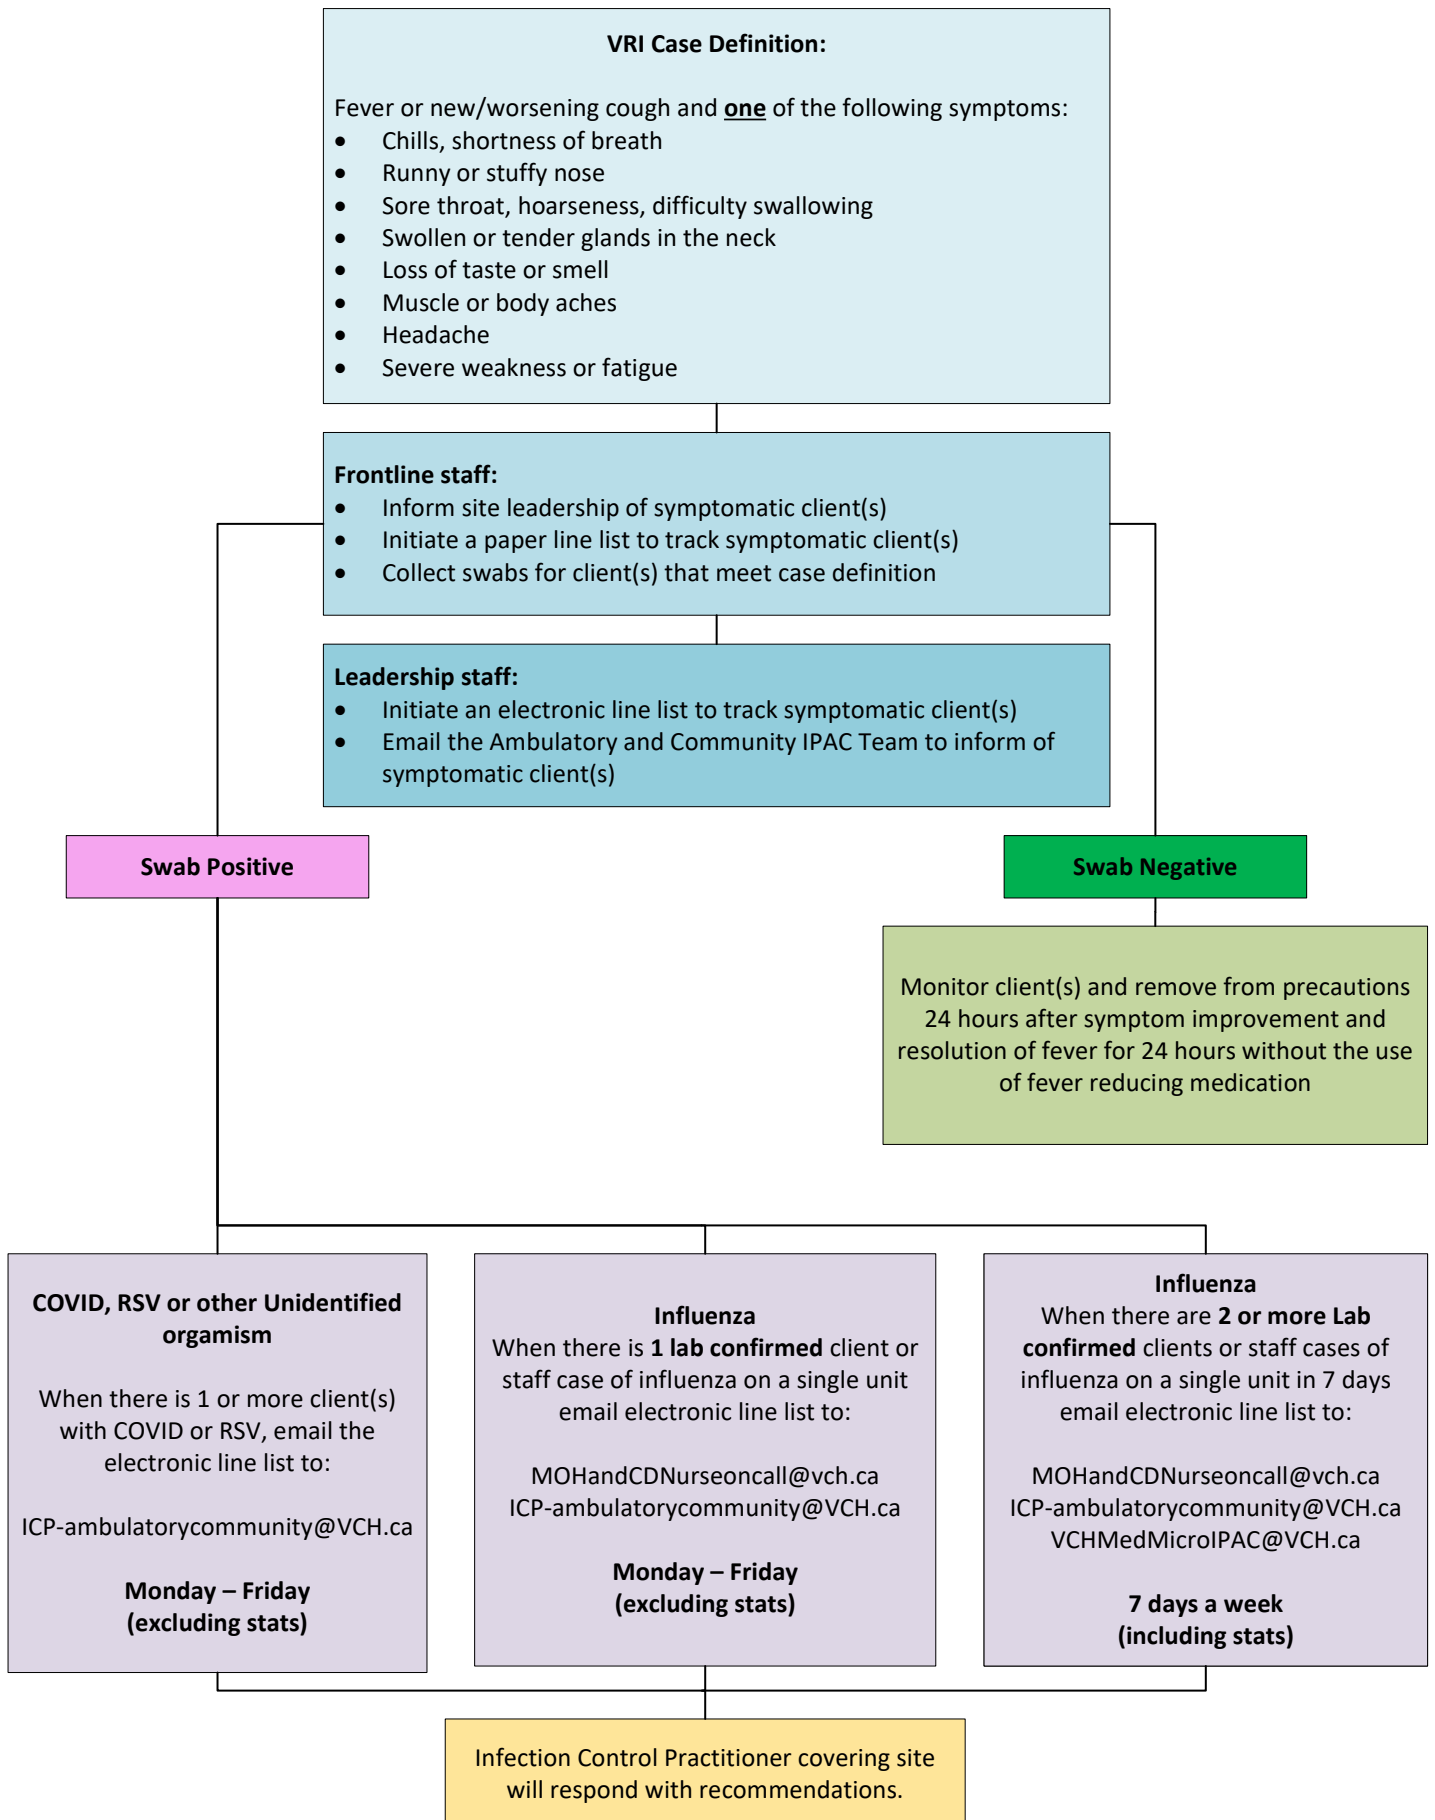 VRI Case Definition:
Fever or new/worsening cough and one of the following symptoms:
• Chills, shortness of breath
• Runny or stuffy nose
• Sore throat, hoarseness, difficulty swallowing
• Swollen or tender glands in the neck
• Loss of taste or smell
• Muscle or body aches
• Headache
• Severe weakness or fatigue
Frontline staff:
• Inform site leadership of symptomatic client(s)
• Initiate a paper line list to track symptomatic client(s)
• Collect swabs for client(s) that meet case definition
Leadership staff:
• Initiate an electronic line list to track symptomatic client(s)
• Email the Ambulatory and Community IPAC Team to inform of
symptomatic client(s)
Swab Positive
Swab Negative
Monitor client(s) and remove from precautions
24 hours after symptom improvement and
resolution of fever for 24 hours without the use
of fever reducing medication
COVID, RSV or other Unidentified
orgamism
When there is 1 or more client(s)
with COVID or RSV, email the
electronic line list to:
ICP-ambulatorycommunity@VCH.ca
Monday – Friday
(excluding stats)
Influenza
When there is 1 lab confirmed client or
staff case of influenza on a single unit
email electronic line list to:
MOHandCDNurseoncall@vch.ca
ICP-ambulatorycommunity@VCH.ca
Monday – Friday
(excluding stats)
Influenza
When there are 2 or more Lab
confirmed clients or staff cases of
influenza on a single unit in 7 days
email electronic line list to:
MOHandCDNurseoncall@vch.ca
ICP-ambulatorycommunity@VCH.ca
VCHMedMicroIPAC@VCH.ca
7 days a week
(including stats)
Infection Control Practitioner covering site
will respond with recommendations.